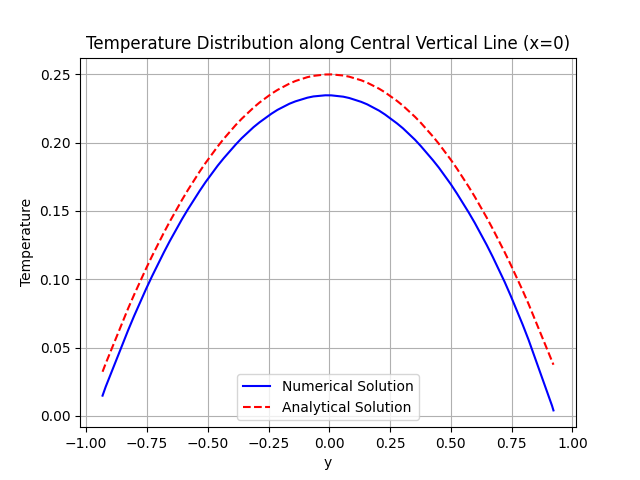 Temperature Distribution along Central Vertical Line (x=0)
0.25
0.20
0.15
0.10
0.05
0.00
Temperature
Numerical Solution
Analytical Solution
−1.00 −0.75 −0.50 −0.25 0.00 0.25 0.50 0.75 1.00
y